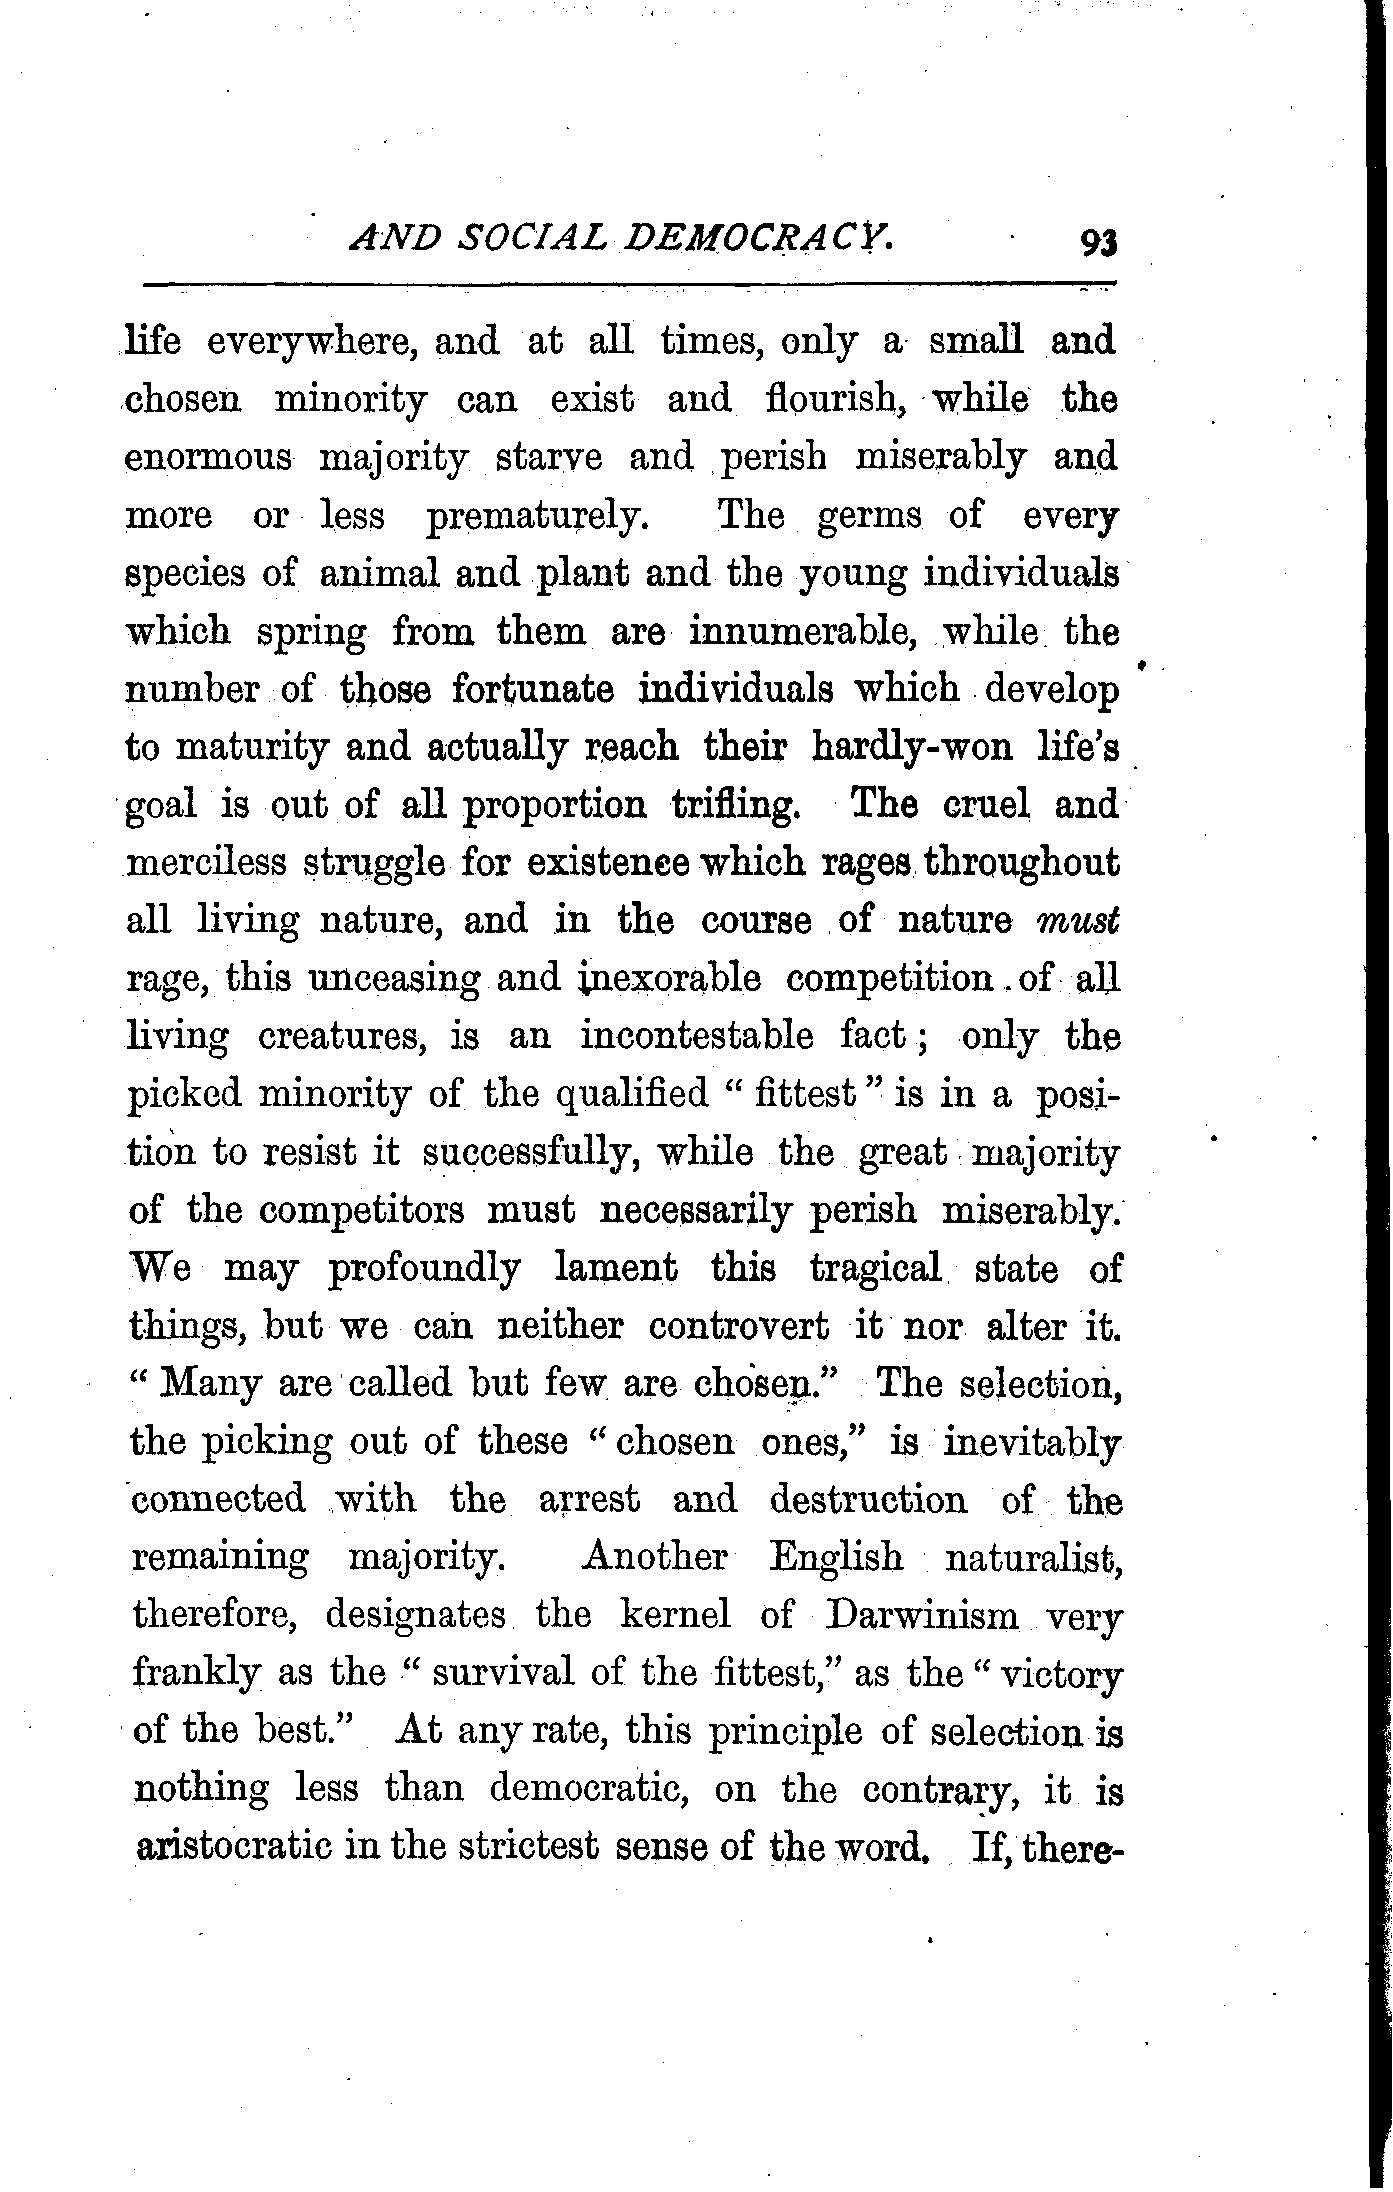 AND SOCIAL DEMOCRACY. 93
life everywhere, and at all times, only a small and
chosen minority can exist and flourish, while the
enormous majority starve and perish miserably and
more or less prematurely. The germs of every
species of animal and plant and the young individuals
which spring from them are innumerable, while the
number of those fortunate individuals which develop
to maturity and actually reach their hardly-won life's
goal is out of all proportion trifling. The cruel and
merciless struggle for existence which rages throughout
all living nature, and in the course of nature must
rage, this unceasing and inexorable competition of all
living creatures, is an incontestable fact; only the
picked minority of the qualified "fittest" is in a posi-
tion to resist it successfully, while the great majority
of the competitors must necessarily perish miserably.
We may profoundly lament this tragical state of
things, but we can neither controvert it nor alter it.
"Many are called but few are chosen." The selection,
the picking out of these "chosen ones," is inevitably
connected with the arrest and destruction of the
remaining majority. Another English naturalist,
therefore, designates the kernel of Darwinism very
frankly as the "survival of the fittest," as the "victory
of the best." At any rate, this principle of selection is
nothing less than democratic, on the contrary, it is
aristocratic in the strictest sense of the word. If, there-